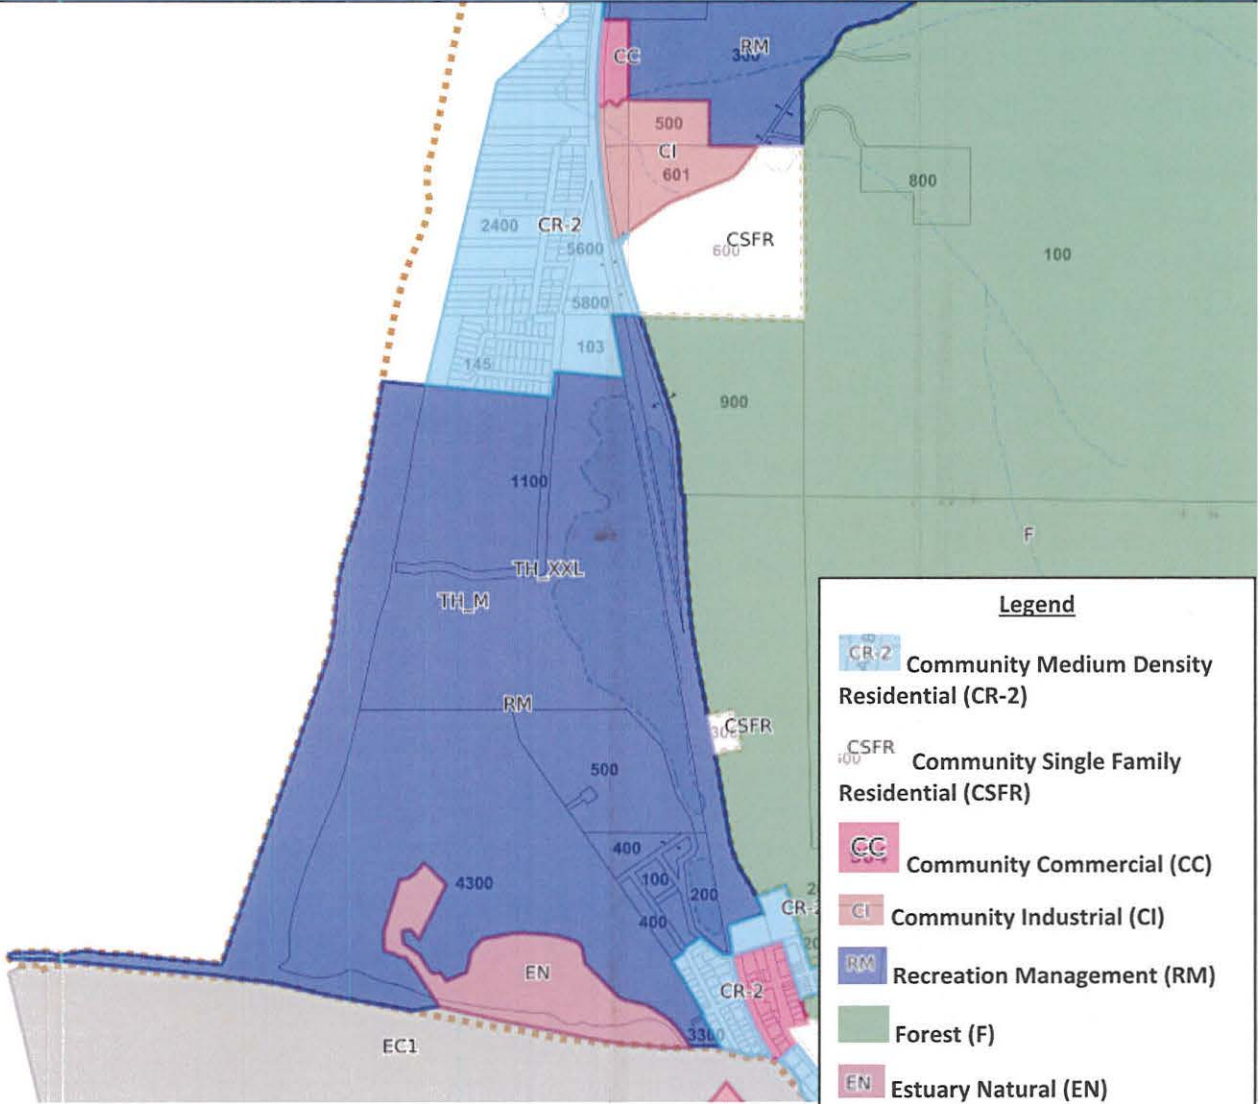 RM
CC
300
500
CI
601
800
2400
CR-2
CSFR
600
5600
100
5800
103
145
900
1100
F
TH_XXL
TH_M
RM
CSFR
500
400
100
200
4300
400
CR-2
EN
CR-2
3300
EC1
Legend
CR-2 Community Medium Density
Residential (CR-2)
CSFR Community Single Family
Residential (CSFR)
CC Community Commercial (CC)
CI Community Industrial (CI)
RM Recreation Management (RM)
Forest (F)
EN Estuary Natural (EN)